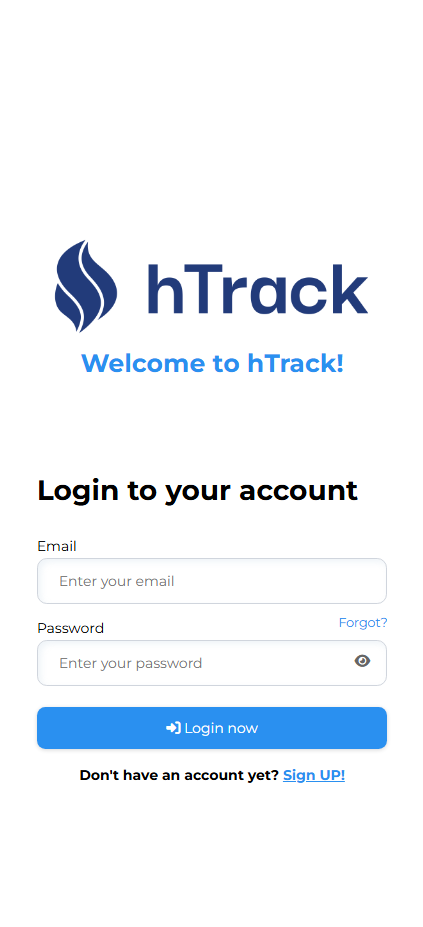 hTrack
Welcome to hTrack!
Login to your account
Email
Enter your email
Password
Forgot?
Enter your password
Login now
Don't have an account yet? Sign UP!